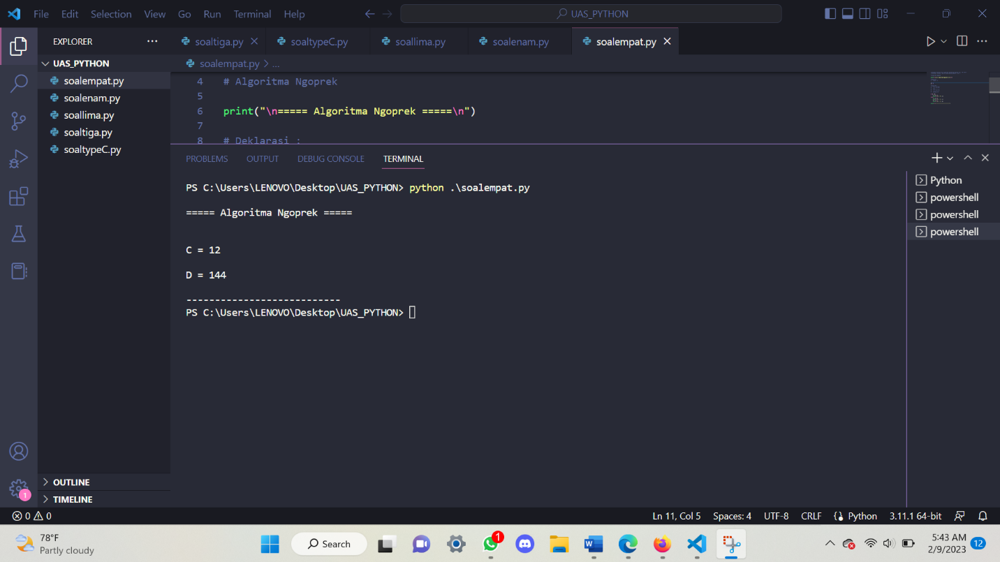 File Edit Selection View Go Run Terminal Help UAS_PYTHON
EXPLORER
soaltiga.py soaltypeC.py soallima.py soalenam.py soalempat.py
UAS_PYTHON
soalempat.py
soalenam.py
soallima.py
soaltiga.py
soaltypeC.py
OUTLINE
TIMELINE
soalempat.py > ...
4 # Algoritma Ngoprek
5
6 print("\n===== Algoritma Ngoprek =====\n")
7
8 # Deklarasi :
PROBLEMS OUTPUT DEBUG CONSOLE TERMINAL
PS C:\Users\LENOVO\Desktop\UAS_PYTHON> python .\soalempat.py
===== Algoritma Ngoprek =====
C = 12
D = 144
---------------------------
PS C:\Users\LENOVO\Desktop\UAS_PYTHON>
Python
powershell
powershell
powershell
1
0 0
Ln 11, Col 5 Spaces: 4 UTF-8 CRLF Python 3.11.1 64-bit
78°F
Partly cloudy
Search
1
5:43 AM
2/9/2023
12